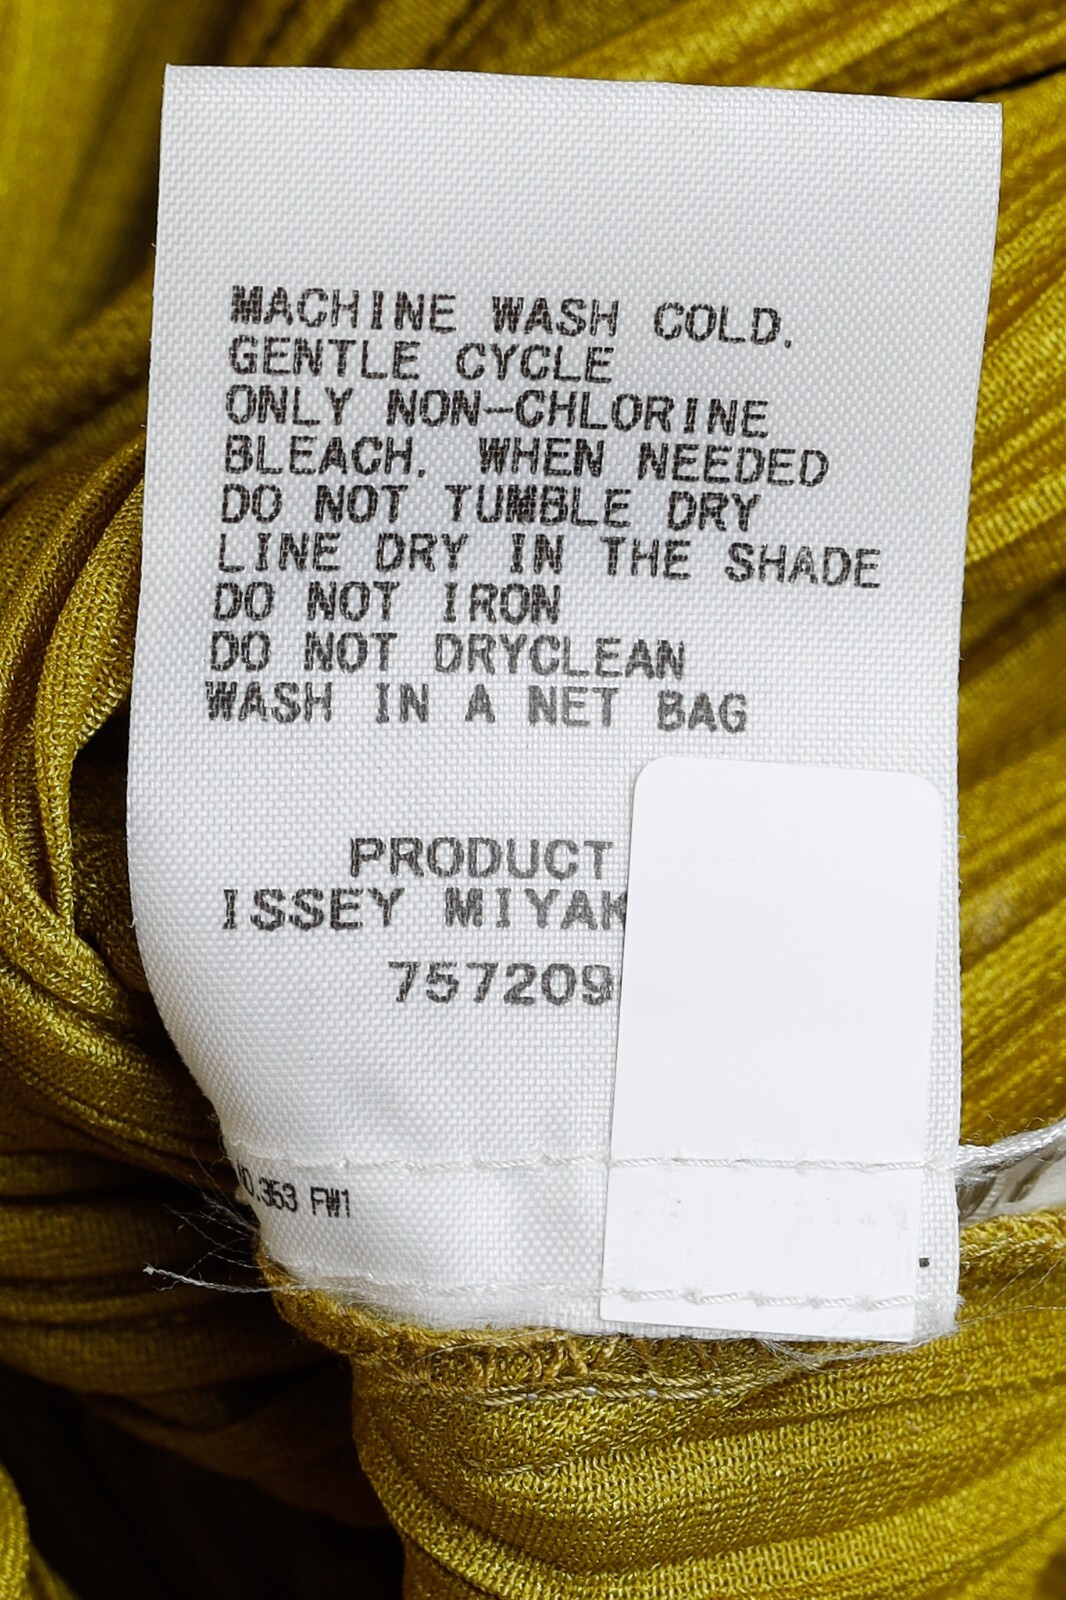 MACHINE WASH COLD.
GENTLE CYCLE
ONLY NON-CHLORINE
BLEACH. WHEN NEEDED
DO NOT TUMBLE DRY
LINE DRY IN THE SHADE
DO NOT IRON
DO NOT DRYCLEAN
WASH IN A NET BAG
PRODUCT
ISSEY MIYAK
757209
0.353 FW1